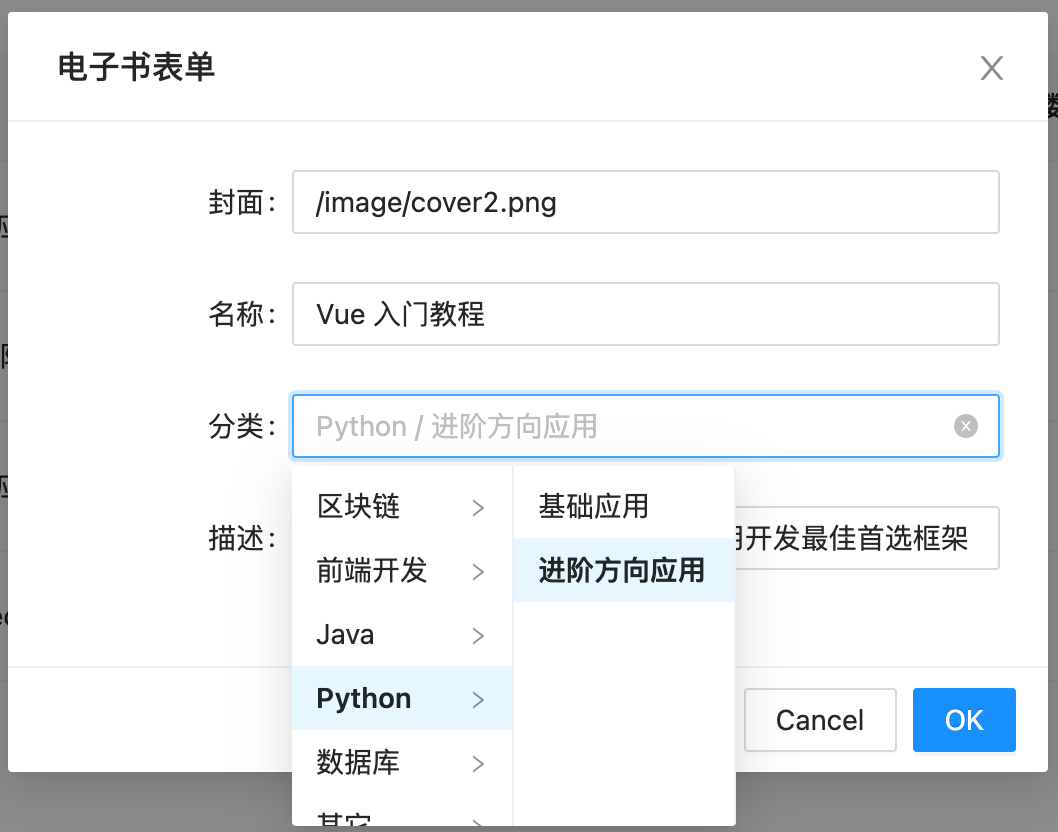 电子书表单
封面：
/image/cover2.png
名称：
Vue 入门教程
分类：
Python / 进阶方向应用
区块链
基础应用
描述：
开发最佳首选框架
前端开发
进阶方向应用
Java
Python
数据库
其它
Cancel
OK